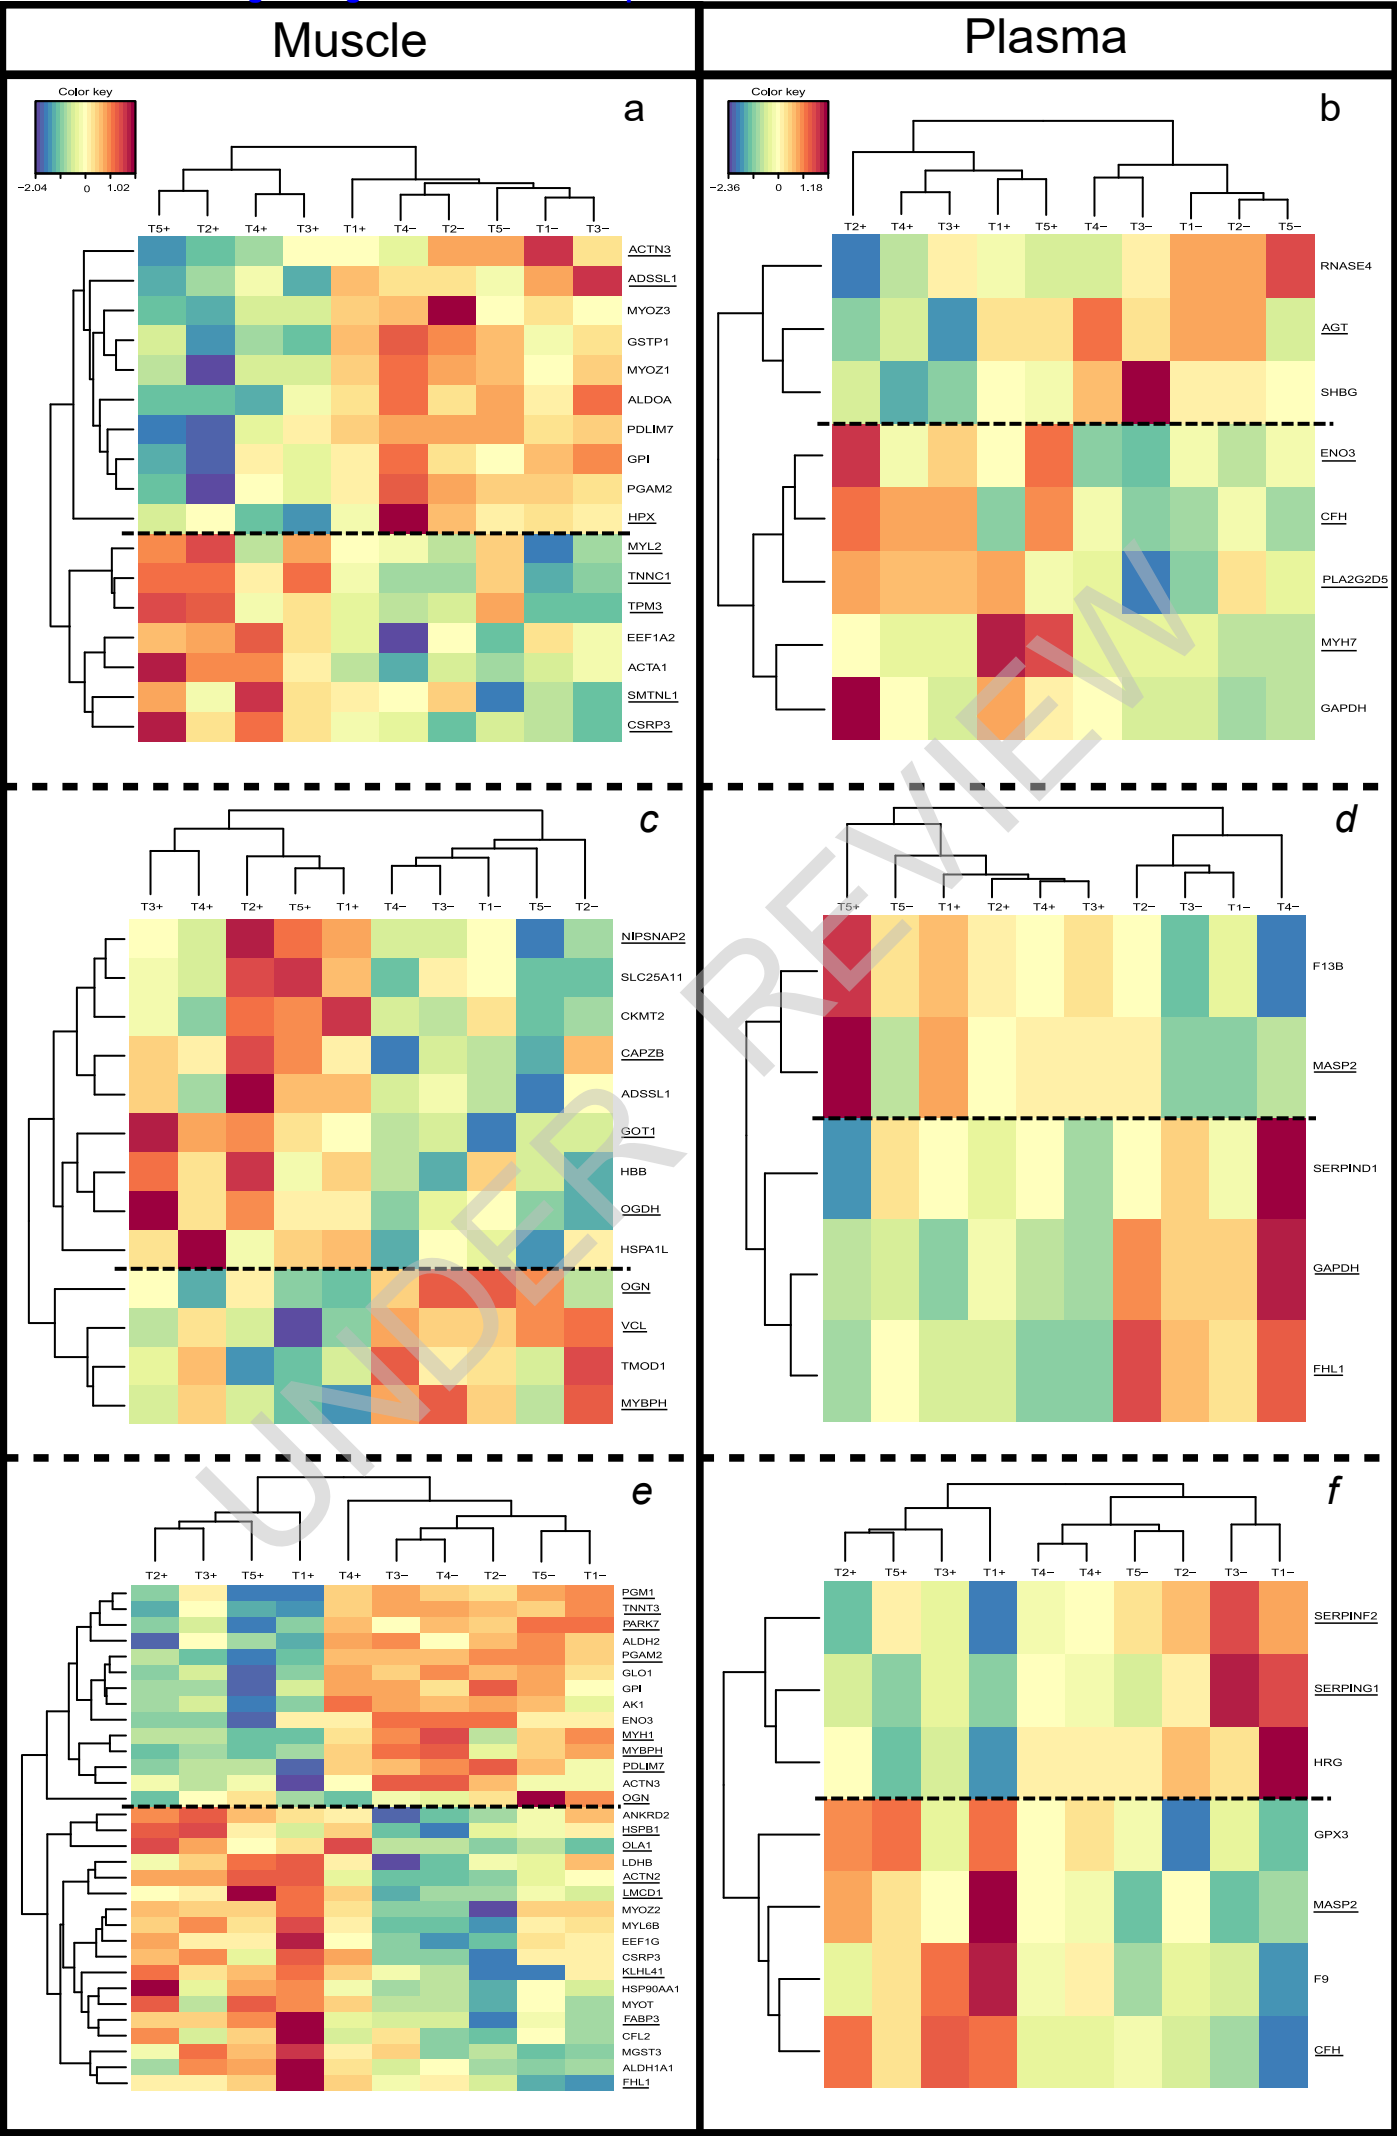 Muscle
Plasma
Color key
−2.04 0 1.02
a
T5+ T2+ T4+ T3+ T1+ T4− T2− T5− T1− T3−
ACTN3
ADSSL1
MYOZ3
GSTP1
MYOZ1
ALDOA
PDLIM7
GPI
PGAM2
HPX
MYL2
TNNC1
TPM3
EEF1A2
ACTA1
SMTNL1
CSRP3
Color key
−2.36 0 1.18
b
T2+ T4+ T3+ T1+ T5+ T4− T3− T1− T2− T5−
RNASE4
AGT
SHBG
ENO3
CFH
PLA2G2D5
MYH7
GAPDH
c
T3+ T4+ T2+ T5+ T1+ T4− T3− T1− T5− T2−
NIPSNAP2
SLC25A11
CKMT2
CAPZB
ADSSL1
GOT1
HBB
OGDH
HSPA1L
OGN
VCL
TMOD1
MYBPH
d
T5+ T5− T1+ T2+ T4+ T3+ T2− T3− T1− T4−
F13B
MASP2
SERPIND1
GAPDH
FHL1
e
T2+ T3+ T5+ T1+ T4+ T3− T4− T2− T5− T1−
PGM1
TNNT3
PARK7
ALDH2
PGAM2
GLO1
GPI
AK1
ENO3
MYH1
MYBPH
PDLIM7
ACTN3
OGN
ANKRD2
HSPB1
OLA1
LDHB
ACTN2
LMCD1
MYOZ2
MYL6B
EEF1G
CSRP3
KLHL41
HSP90AA1
MYOT
FABP3
CFL2
MGST3
ALDH1A1
FHL1
f
T2+ T5+ T3+ T1+ T4− T4+ T5− T2− T3− T1−
SERPINF2
SERPING1
HRG
GPX3
MASP2
F9
CFH
UNDER REVIEW